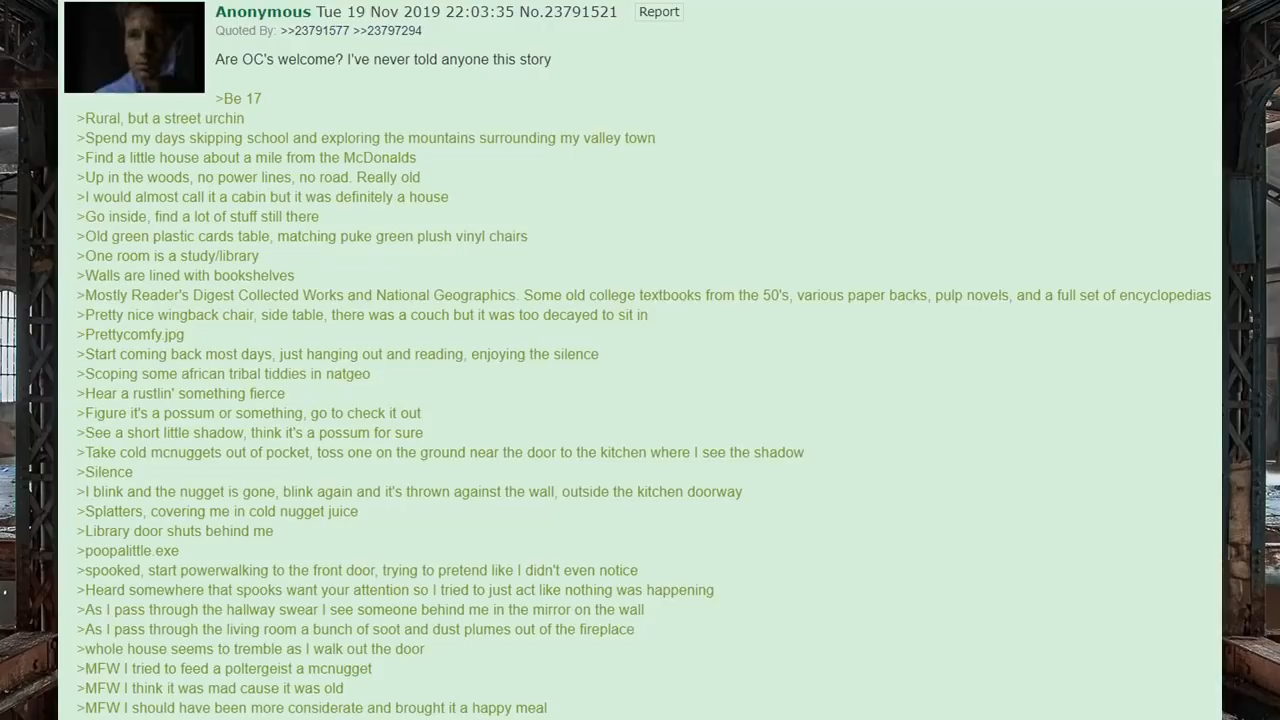 Anonymous Tue 19 Nov 2019 22:03:35 No.23791521 Report
Quoted By: >>23791577 >>23797294
Are OC's welcome? I've never told anyone this story
>Be 17
>Rural, but a street urchin
>Spend my days skipping school and exploring the mountains surrounding my valley town
>Find a little house about a mile from the McDonalds
>Up in the woods, no power lines, no road. Really old
>I would almost call it a cabin but it was definitely a house
>Go inside, find a lot of stuff still there
>Old green plastic cards table, matching puke green plush vinyl chairs
>One room is a study/library
>Walls are lined with bookshelves
>Mostly Reader's Digest Collected Works and National Geographics. Some old college textbooks from the 50's, various paper backs, pulp novels, and a full set of encyclopedias
>Pretty nice wingback chair, side table, there was a couch but it was too decayed to sit in
>Prettycomfy.jpg
>Start coming back most days, just hanging out and reading, enjoying the silence
>Scoping some african tribal tiddies in natgeo
>Hear a rustlin' something fierce
>Figure it's a possum or something, go to check it out
>See a short little shadow, think it's a possum for sure
>Take cold mcnuggets out of pocket, toss one on the ground near the door to the kitchen where I see the shadow
>Silence
>I blink and the nugget is gone, blink again and it's thrown against the wall, outside the kitchen doorway
>Splatters, covering me in cold nugget juice
>Library door shuts behind me
>poopalittle.exe
>spooked, start powerwalking to the front door, trying to pretend like I didn't even notice
>Heard somewhere that spooks want your attention so I tried to just act like nothing was happening
>As I pass through the hallway swear I see someone behind me in the mirror on the wall
>As I pass through the living room a bunch of soot and dust plumes out of the fireplace
>whole house seems to tremble as I walk out the door
>MFW I tried to feed a poltergeist a mcnugget
>MFW I think it was mad cause it was old
>MFW I should have been more considerate and brought it a happy meal